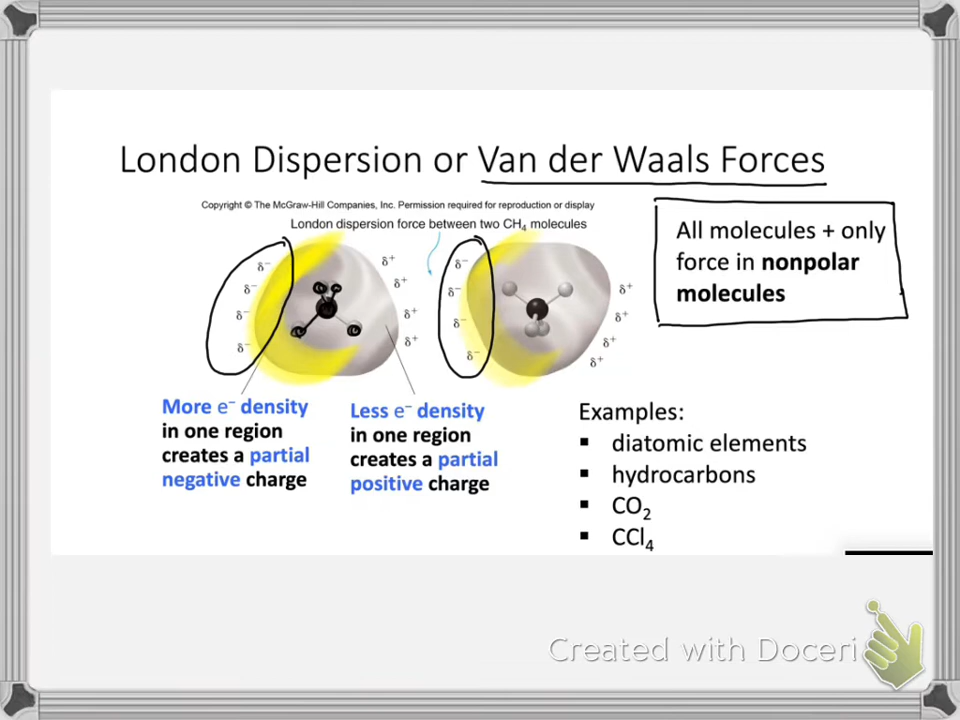 London Dispersion or Van der Waals Forces
Copyright © The McGraw-Hill Companies, Inc. Permission required for reproduction or display
London dispersion force between two CH₄ molecules
All molecules + only
force in nonpolar
molecules
δ⁻ δ⁺ δ⁻
δ⁻ δ⁺ δ⁻ δ⁺
δ⁻ δ⁺ δ⁻ δ⁺
δ⁻ δ⁺ δ⁻ δ⁺
δ⁺
More e⁻ density
in one region
creates a partial
negative charge
Less e⁻ density
in one region
creates a partial
positive charge
Examples:
▪ diatomic elements
▪ hydrocarbons
▪ CO₂
▪ CCl₄
Created with Doceri